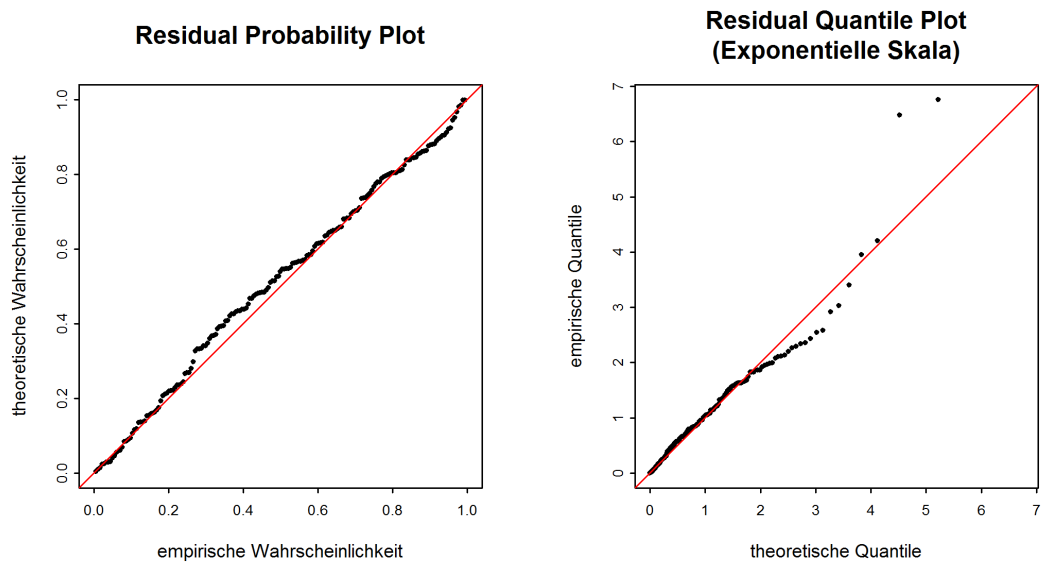 Residual Probability Plot
theoretische Wahrscheinlichkeit
0.0 0.2 0.4 0.6 0.8 1.0
0.0 0.2 0.4 0.6 0.8 1.0
empirische Wahrscheinlichkeit
Residual Quantile Plot
(Exponentielle Skala)
empirische Quantile
0 1 2 3 4 5 6 7
0 1 2 3 4 5 6 7
theoretische Quantile